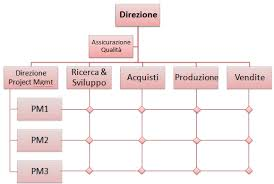 Direzione
Assicurazione
Qualità
Direzione
Project Mgmt
Ricerca &
Sviluppo
Acquisti
Produzione
Vendite
PM1
PM2
PM3